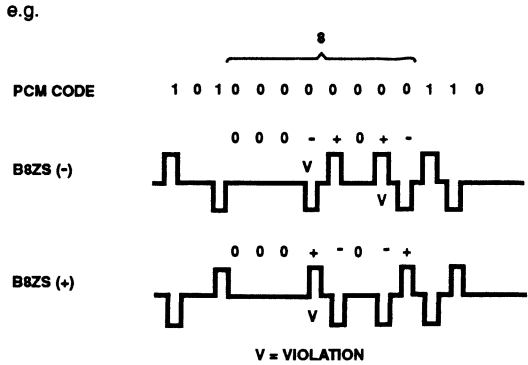 e.g.
8
PCM CODE 1 0 1 0 0 0 0 0 0 0 0 1 1 0
0 0 0 - + 0 + -
V
B8ZS (-)
V
0 0 0 + - 0 - +
B8ZS (+)
V
V = VIOLATION